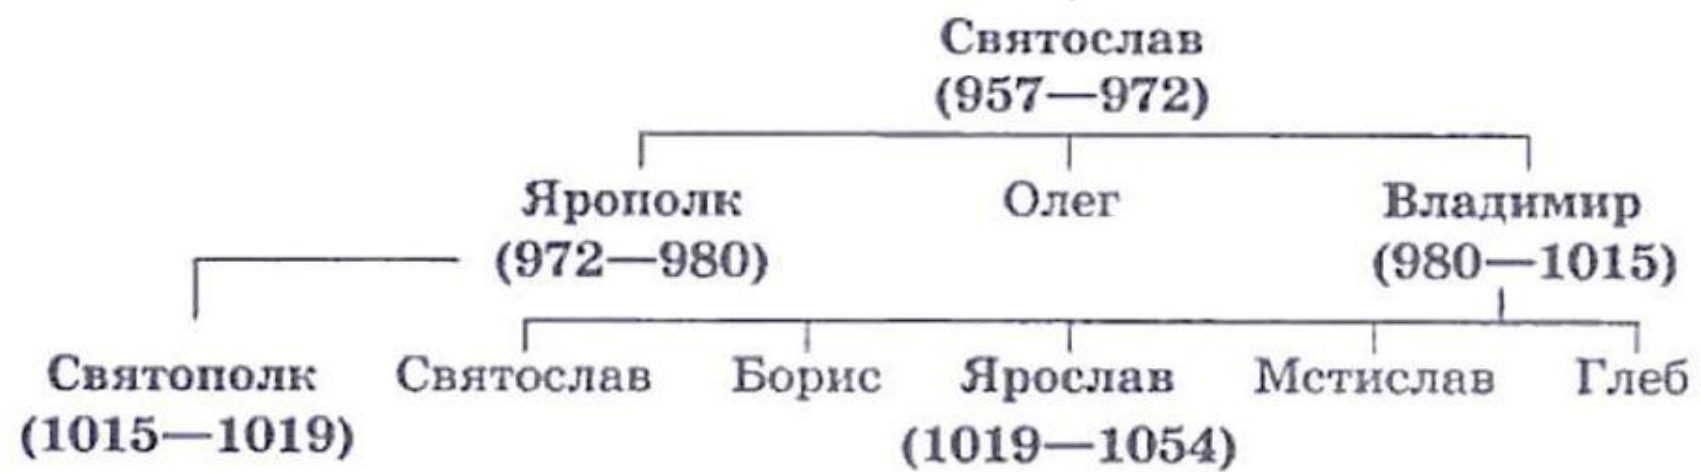 Святослав
(957—972)
Ярополк Олег Владимир
(972—980) (980—1015)
Святополк Святослав Борис Ярослав Мстислав Глеб
(1015—1019) (1019—1054)